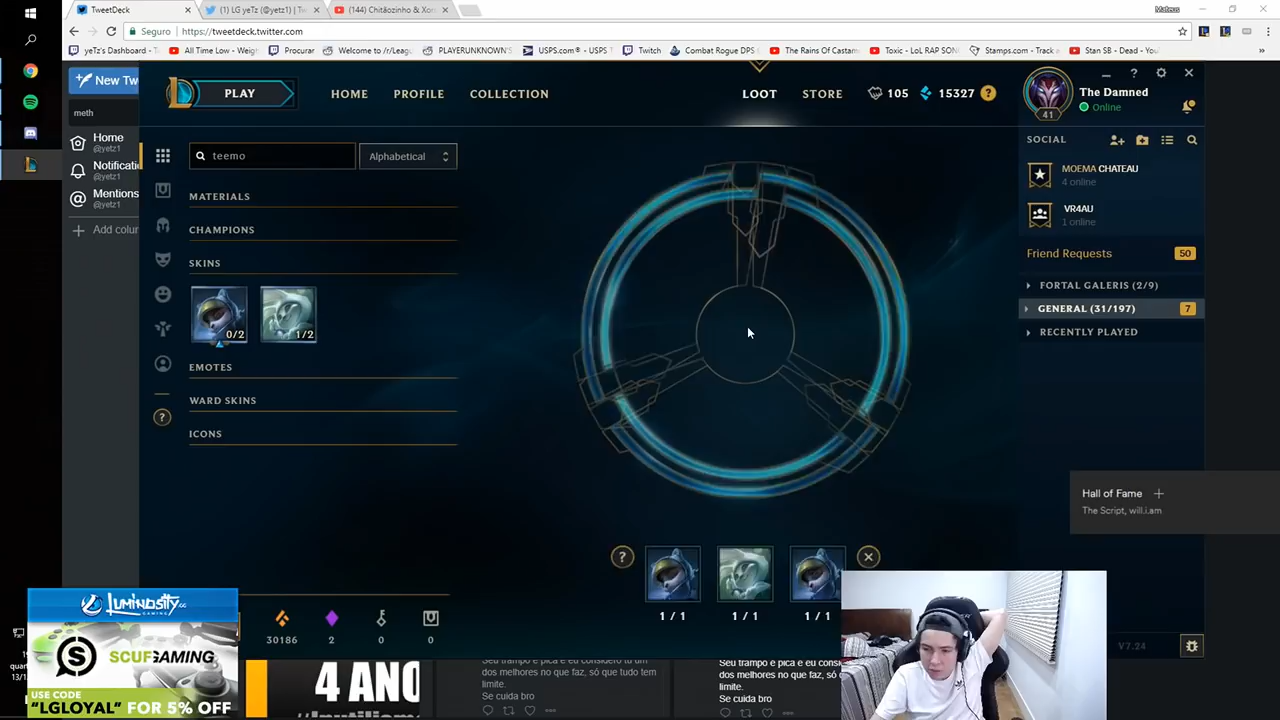 TweetDeck
(1) LG yeTz (@yetz1) | Tw
(144) Chitãozinho & Xor
Mateus
Seguro
https://tweetdeck.twitter.com
yeTz's Dashboard - T
All Time Low - Weigh
Procurar
Welcome to /r/Leag
PLAYERUNKNOWN'S
USPS.com® - USPS T
Twitch
Combat Rogue DPS
The Rains Of Castam
Toxic - LoL RAP SON
Stamps.com - Track a
Stan SB - Dead - You
New Tw
meth
Home
@yetz1
Notificatio
@yetz1
Mentions
@yetz1
Add colum
PLAY
HOME
PROFILE
COLLECTION
LOOT
STORE
105
15327
?
?
The Damned
Online
41
teemo
Alphabetical
MATERIALS
CHAMPIONS
SKINS
0/2
1/2
EMOTES
WARD SKINS
ICONS
?
SOCIAL
MOEMA CHATEAU
4 online
VR4AU
1 online
Friend Requests
50
FORTAL GALERIS (2/9)
GENERAL (31/197)
7
RECENTLY PLAYED
Hall of Fame +
The Script, will.i.am
?
1 / 1
1 / 1
1 / 1
30186
2
0
0
V7.24
LUMINOSITY
GG
S
SCUFGAMING
USE CODE
"LGLOYAL" FOR 5% OFF
4 ANO
Seu trampo é pica e eu considero tu um
dos melhores no que faz, só que tudo tem
limite.
Se cuida bro
Seu trampo é pica e eu consi
dos melhores no que faz, só
limite.
Se cuida bro